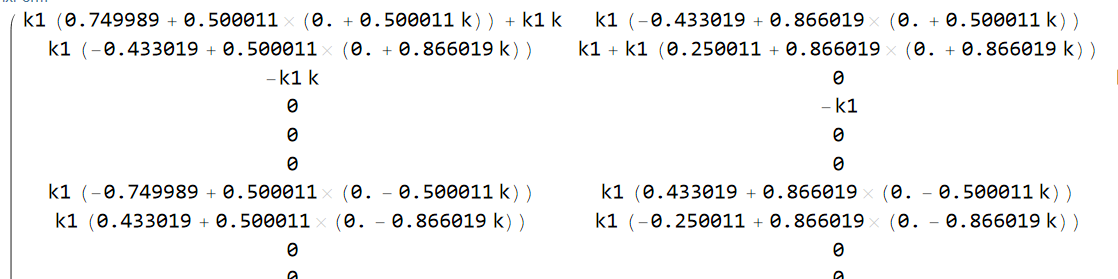 k1 (0.749989 + 0.500011 × (0. + 0.500011 k)) + k1 k k1 (-0.433019 + 0.866019 × (0. + 0.500011 k))
k1 (-0.433019 + 0.500011 × (0. + 0.866019 k)) k1 + k1 (0.250011 + 0.866019 × (0. + 0.866019 k))
-k1 k 0
0 -k1
0 0
0 0
k1 (-0.749989 + 0.500011 × (0. - 0.500011 k)) k1 (0.433019 + 0.866019 × (0. - 0.500011 k))
k1 (0.433019 + 0.500011 × (0. - 0.866019 k)) k1 (-0.250011 + 0.866019 × (0. - 0.866019 k))
0 0